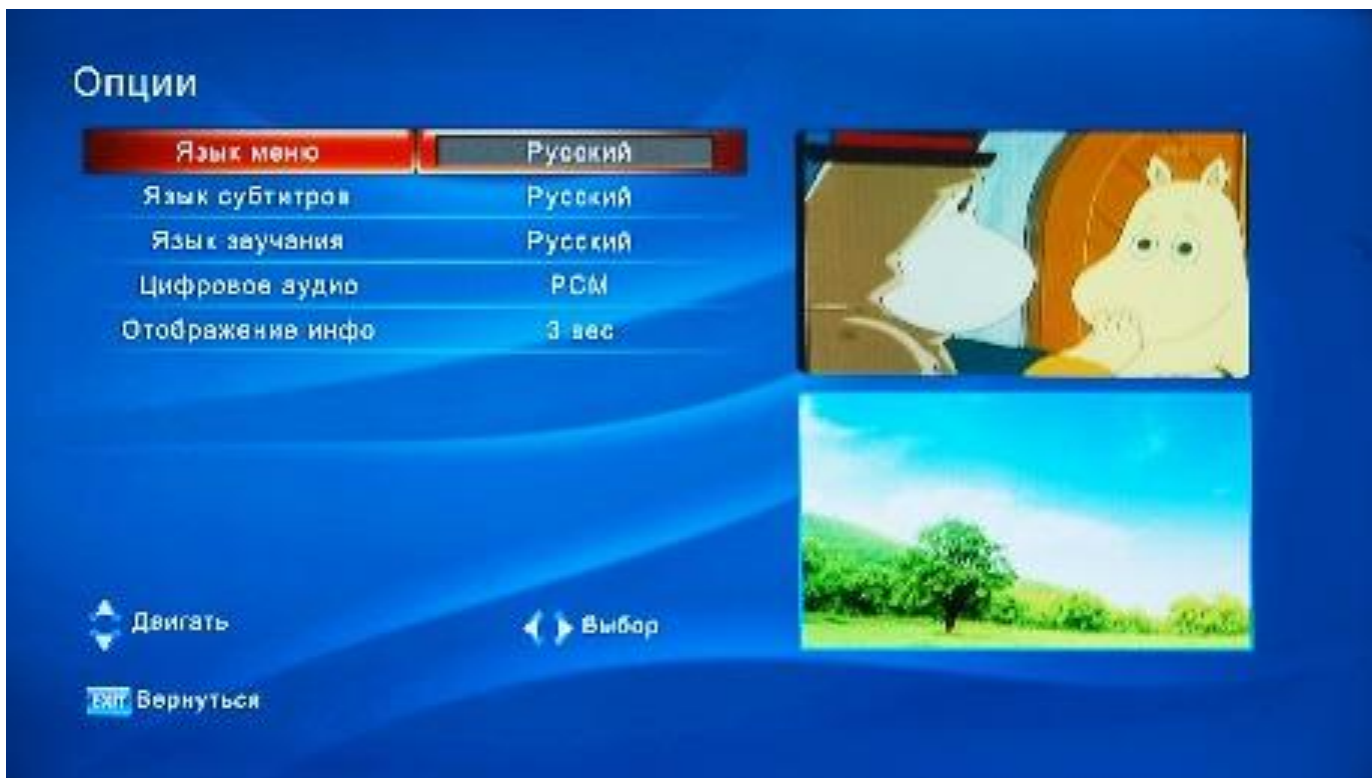 Опции
Язык меню Русский
Язык субтитров Русский
Язык звучания Русский
Цифровое аудио PCM
Отображение инфо 3 sec
Двигать Выбор
EXIT Вернуться